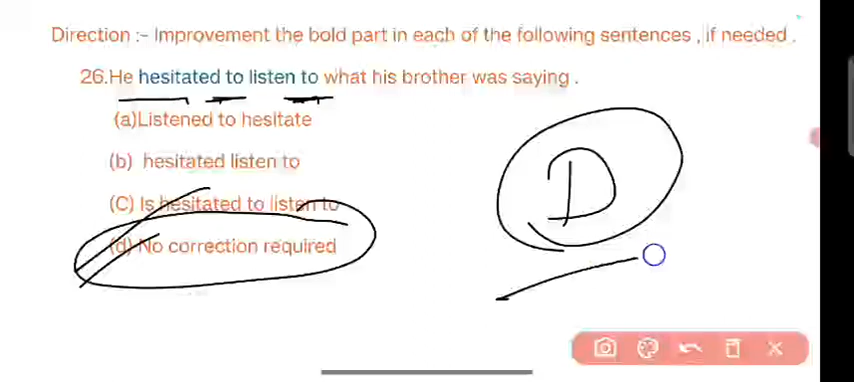 Direction :- Improvement the bold part in each of the following sentences , if needed .
26.He hesitated to listen to what his brother was saying .
(a)Listened to hesitate
(b) hesitated listen to
(C) Is hesitated to listen to
(d) No correction required
D